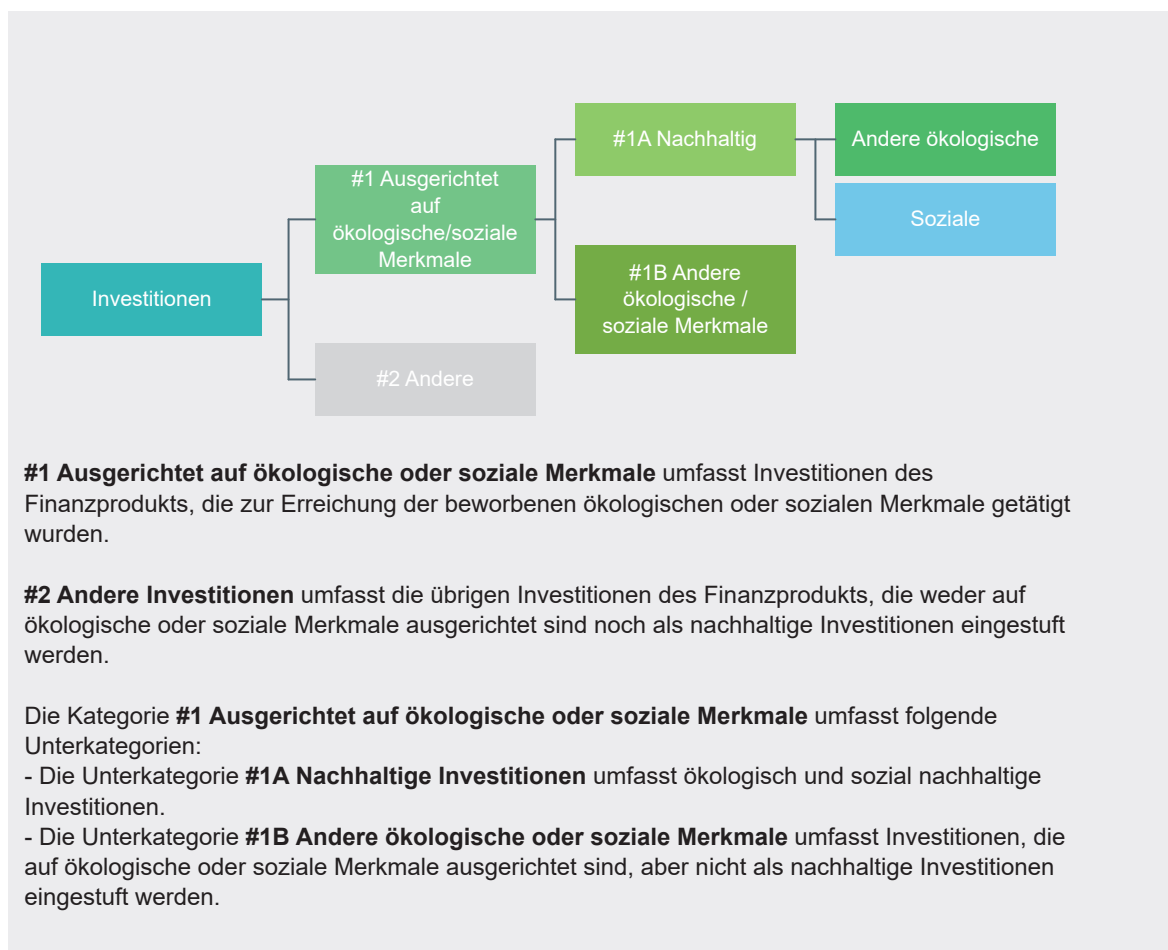 #1A Nachhaltig
Andere ökologische
#1 Ausgerichtet
auf
ökologische/soziale
Merkmale
Soziale
Investitionen
#1B Andere
ökologische /
soziale Merkmale
#2 Andere
#1 Ausgerichtet auf ökologische oder soziale Merkmale umfasst Investitionen des
Finanzprodukts, die zur Erreichung der beworbenen ökologischen oder sozialen Merkmale getätigt
wurden.
#2 Andere Investitionen umfasst die übrigen Investitionen des Finanzprodukts, die weder auf
ökologische oder soziale Merkmale ausgerichtet sind noch als nachhaltige Investitionen eingestuft
werden.
Die Kategorie #1 Ausgerichtet auf ökologische oder soziale Merkmale umfasst folgende
Unterkategorien:
- Die Unterkategorie #1A Nachhaltige Investitionen umfasst ökologisch und sozial nachhaltige
Investitionen.
- Die Unterkategorie #1B Andere ökologische oder soziale Merkmale umfasst Investitionen, die
auf ökologische oder soziale Merkmale ausgerichtet sind, aber nicht als nachhaltige Investitionen
eingestuft werden.